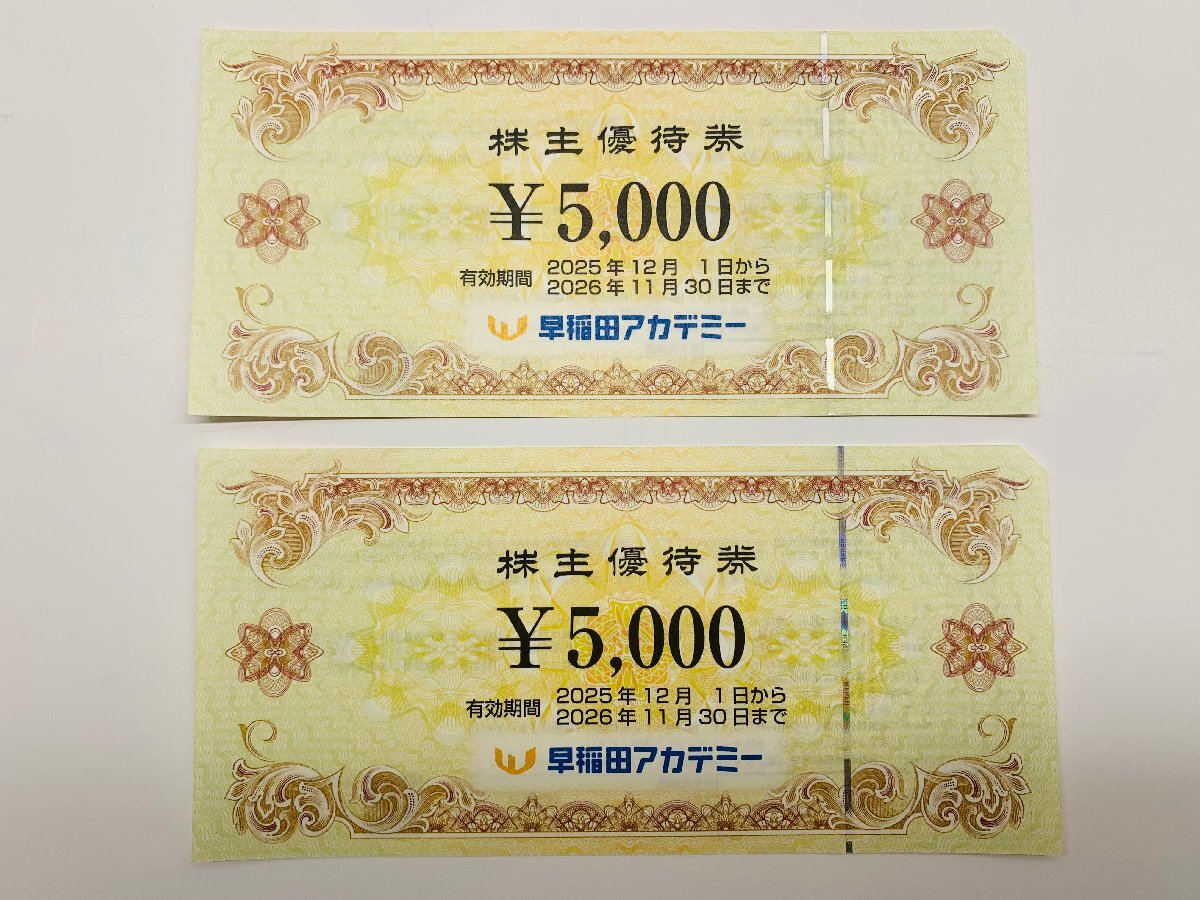 株主優待券
¥5,000
有効期間
2025年12月 1日から
2026年11月30日まで
早稲田アカデミー
株主優待券
¥5,000
有効期間
2025年12月 1日から
2026年11月30日まで
早稲田アカデミー